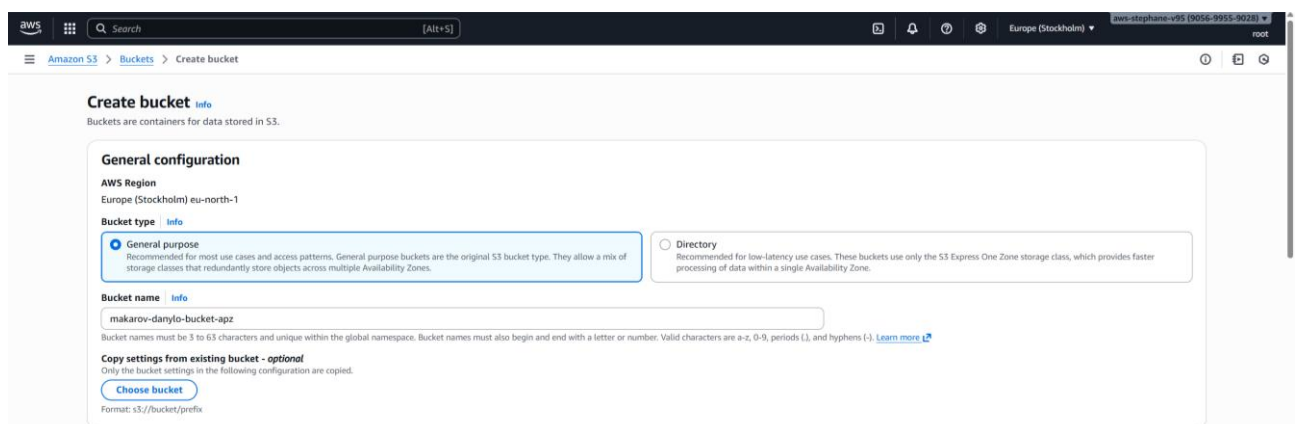 aws
Search [Alt+S]
Europe (Stockholm)
aws-stephane-v95 (9056-9955-9028)
root
Amazon S3 > Buckets > Create bucket
Create bucket Info
Buckets are containers for data stored in S3.
General configuration
AWS Region
Europe (Stockholm) eu-north-1
Bucket type Info
General purpose
Recommended for most use cases and access patterns. General purpose buckets are the original S3 bucket type. They allow a mix of
storage classes that redundantly store objects across multiple Availability Zones.
Directory
Recommended for low-latency use cases. These buckets use only the S3 Express One Zone storage class, which provides faster
processing of data within a single Availability Zone.
Bucket name Info
makarov-danylo-bucket-apz
Bucket names must be 3 to 63 characters and unique within the global namespace. Bucket names must also begin and end with a letter or number. Valid characters are a-z, 0-9, periods (.), and hyphens (-). Learn more
Copy settings from existing bucket - optional
Only the bucket settings in the following configuration are copied.
Choose bucket
Format: s3://bucket/prefix